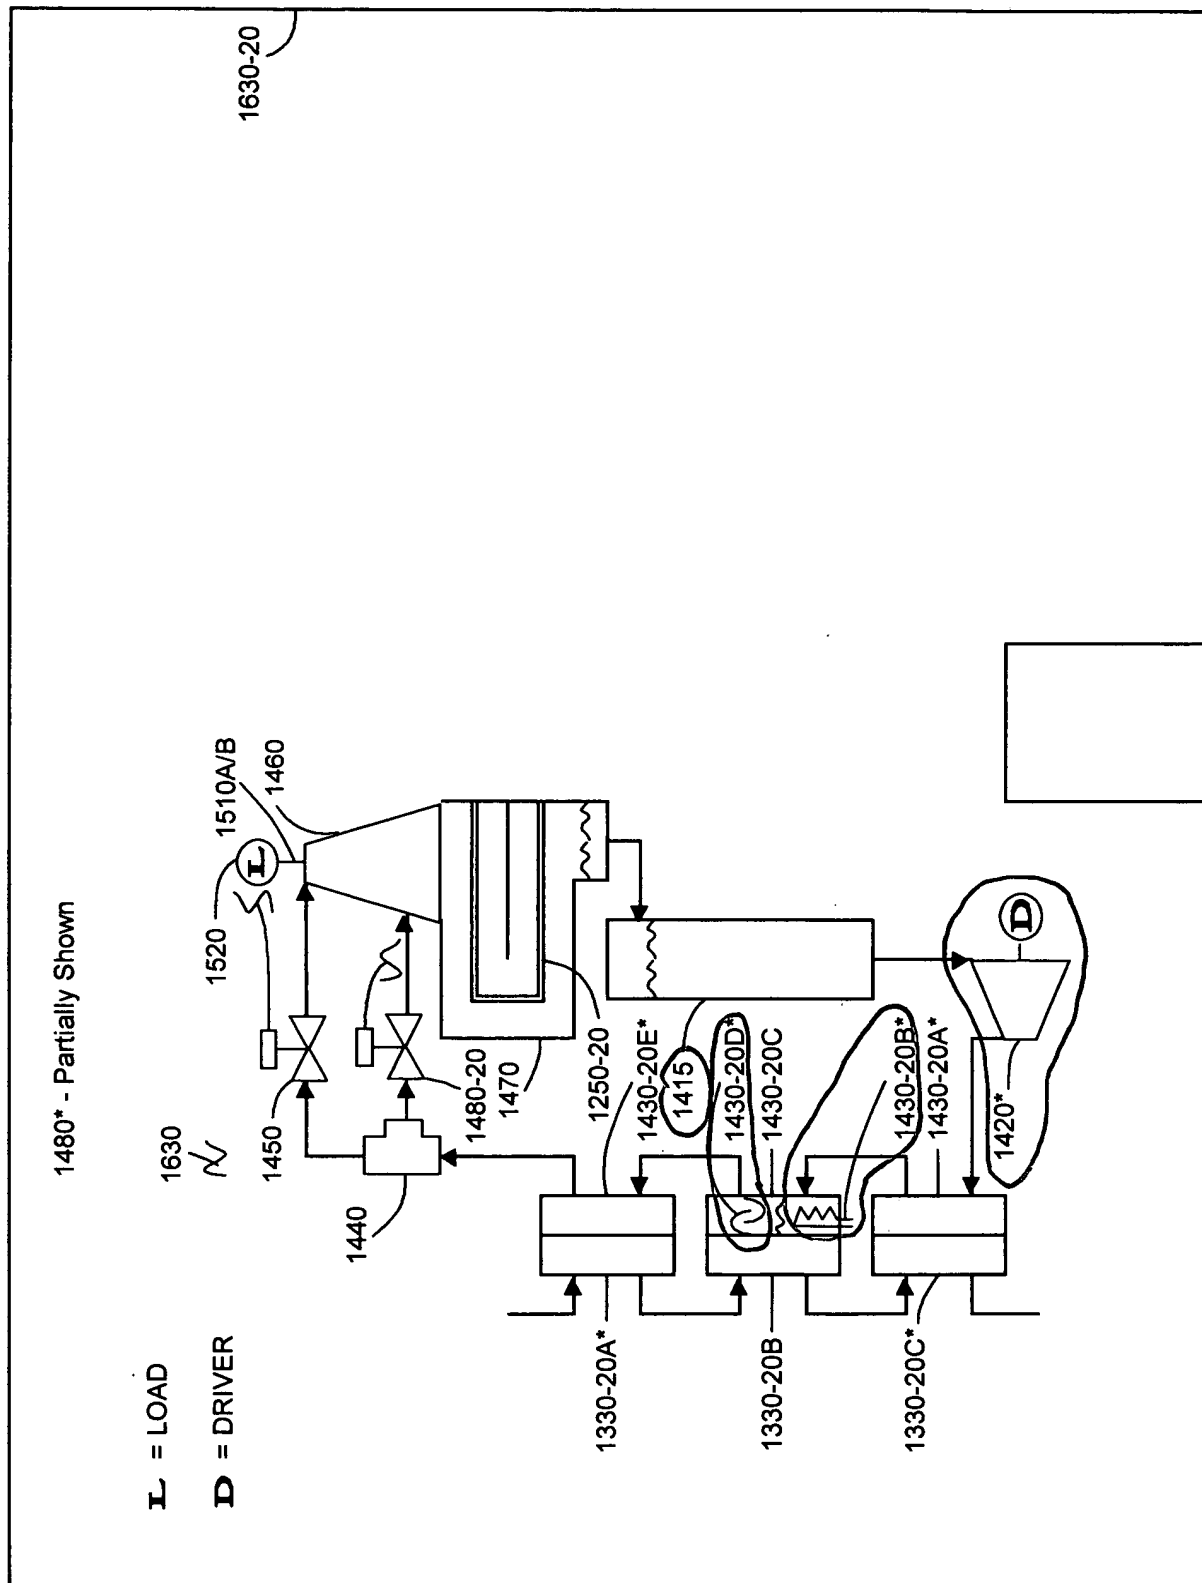 1480* - Partially Shown
L = LOAD
D = DRIVER
1630
1630-20
1520
1510A/B
1460
1450
1440
1480-20
1470
1250-20
1430-20E*
1415
1430-20D*
1430-20C
1430-20B*
1430-20A*
1420*
1330-20A*
1330-20B
1330-20C*
L
D